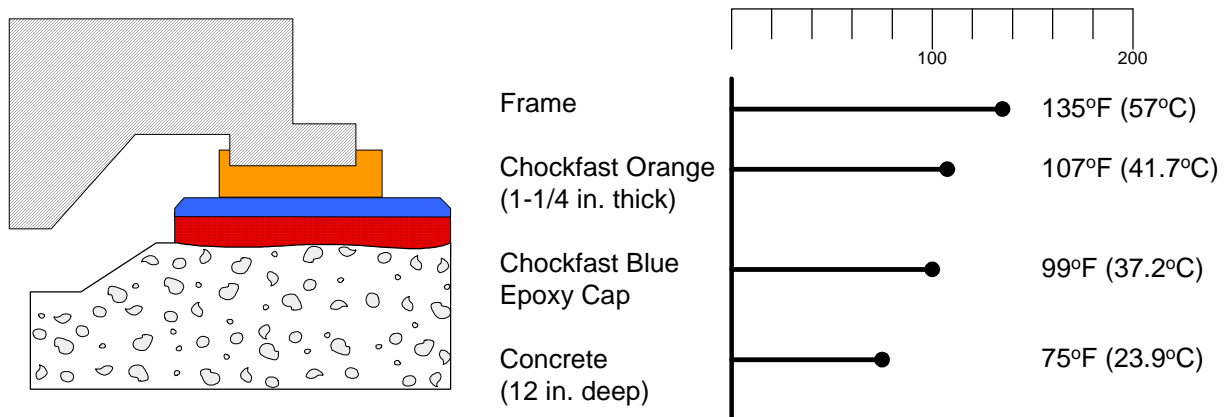 100
200
Frame
135°F (57°C)
Chockfast Orange
(1-1/4 in. thick)
107°F (41.7°C)
Chockfast Blue
Epoxy Cap
99°F (37.2°C)
Concrete
(12 in. deep)
75°F (23.9°C)